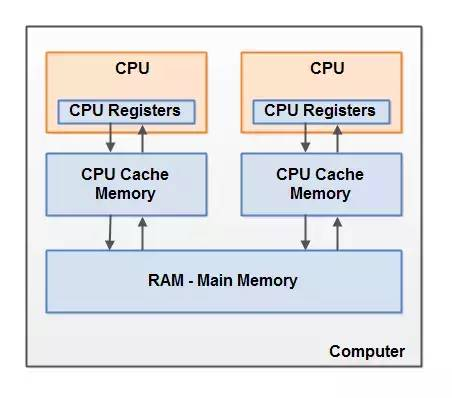 CPU
CPU
CPU Registers
CPU Registers
CPU Cache
Memory
CPU Cache
Memory
RAM - Main Memory
Computer